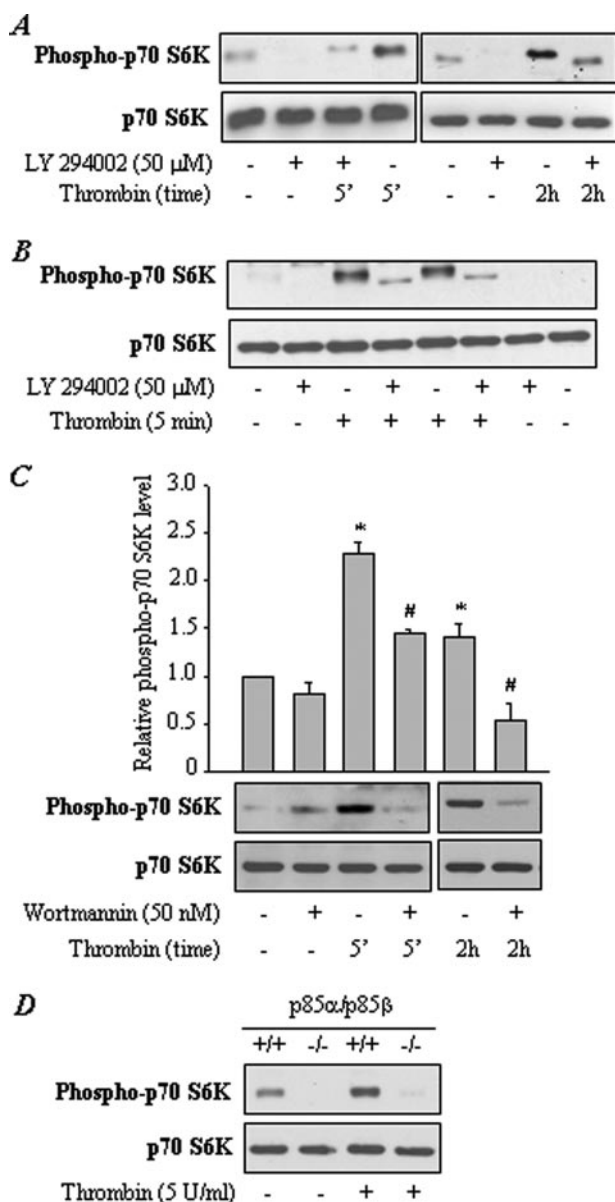 A
Phospho-p70 S6K
p70 S6K
LY 294002 (50 µM) - + + - - + - +
Thrombin (time) - - 5' 5' - - 2h 2h
B
Phospho-p70 S6K
p70 S6K
LY 294002 (50 µM) - + - + - + + -
Thrombin (5 min) - - + + + + - -
C
Relative phospho-p70 S6K level
3.0
2.5
2.0
1.5
1.0
0.5
0
* # * #
Phospho-p70 S6K
p70 S6K
Wortmannin (50 nM) - + - + - +
Thrombin (time) - - 5' 5' 2h 2h
D
p85α/p85β
+/+ -/- +/+ -/-
Phospho-p70 S6K
p70 S6K
Thrombin (5 U/ml) - - + +